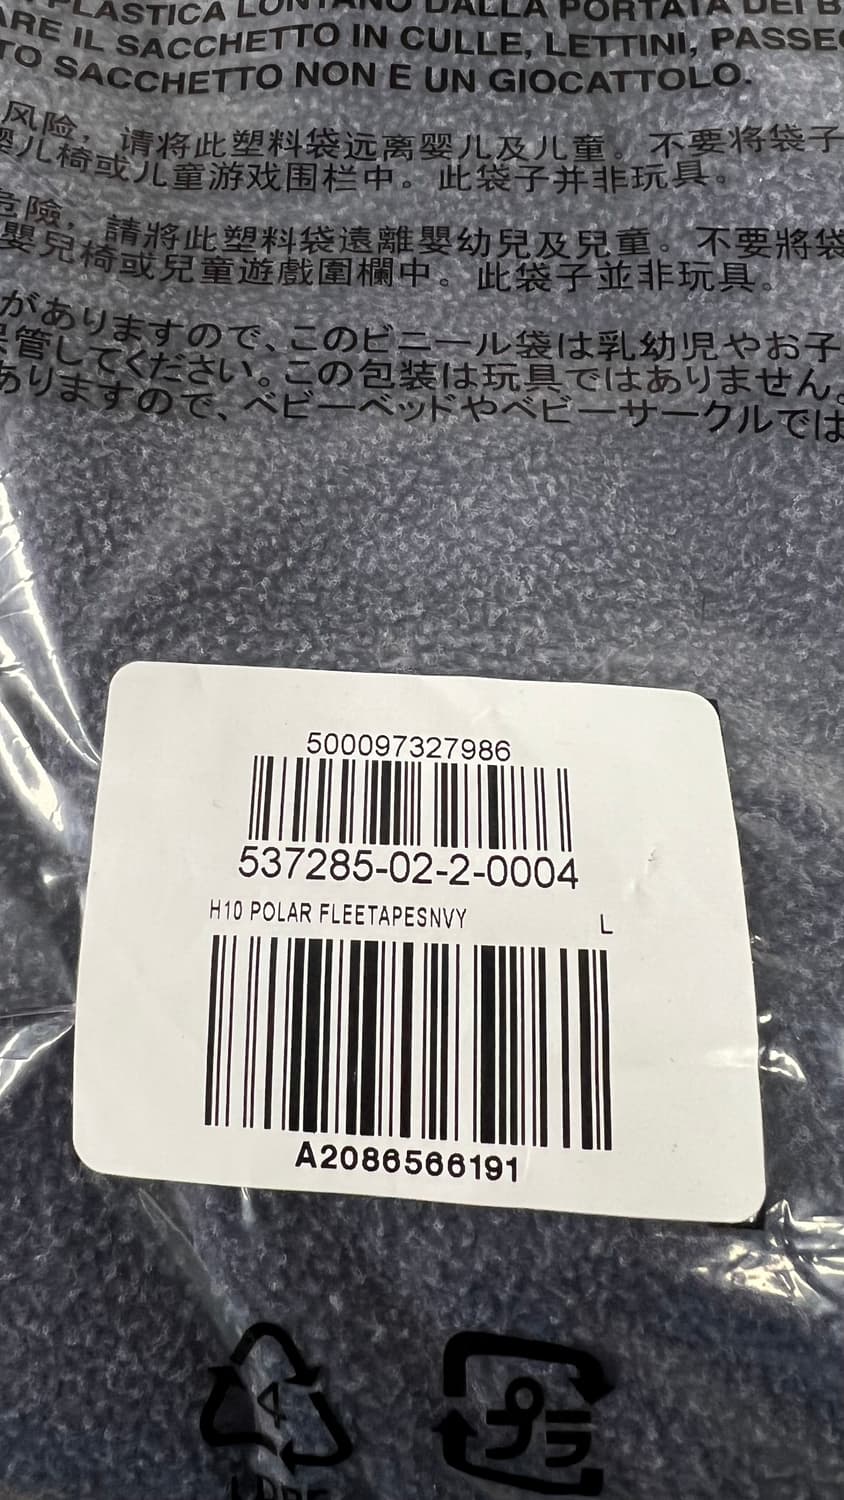 PLASTICA LONTANO DALLA PORTATA DEI
ARE IL SACCHETTO IN CULLE, LETTINI,
TO SACCHETTO NON E UN GIOCATTOLO.
风险，请将此塑料袋远离婴儿及儿童。不要将袋子
婴儿椅或儿童游戏围栏中。此袋子并非玩具。
危險，請將此塑料袋遠離嬰幼兒及兒童。不要將袋
嬰兒椅或兒童遊戲圍欄中。此袋子並非玩具。
がありますので、このビニール袋は乳幼児やお子
保管してください。この包装は玩具ではありません。
ありますので、ベビーベッドやベビーサークルでは
500097327986
537285-02-2-0004
H10 POLAR FLEETAPESNVY L
A2086566191
4
プラ
LDPE